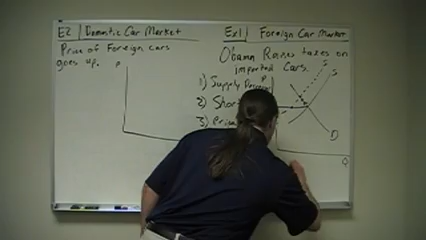 E2 Domestic Car Market
Price of Foreign cars
goes up.
P
Ex1 Foreign Car Market
Obama Raises taxes on
imported Cars.
1) Supply
2) Shor
3) Pri
P
S
S
D
Q